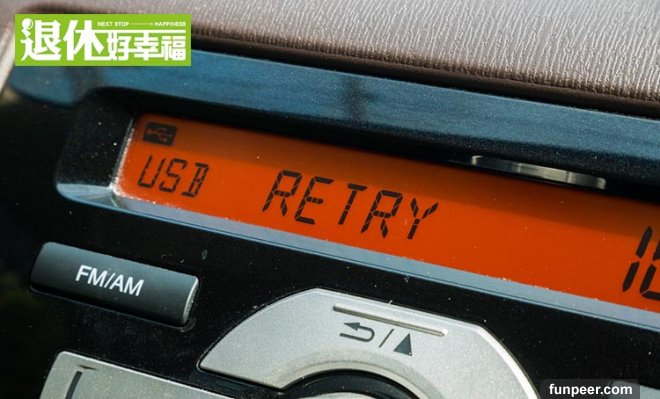 NEXT STOP HAPPINESS
退休好幸福
USB RETRY
FM/AM
funpeer.com